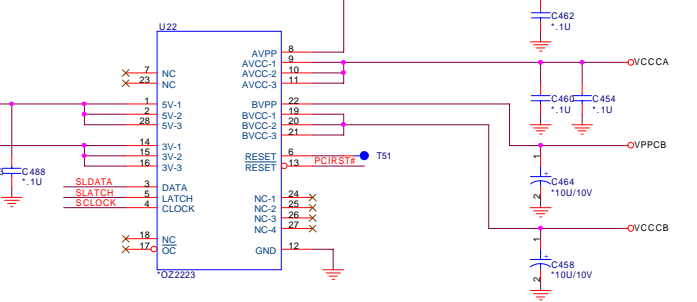 C462
*.1U
U22
AVPP 8
AVCC-1 9
AVCC-2 10
AVCC-3 11
VCCCA
7 NC
23 NC
C460 C454
*.1U *.1U
1 5V-1
2 5V-2
28 5V-3
BVPP 22
BVCC-1 19
BVCC-2 20
BVCC-3 21
14 3V-1
15 3V-2
16 3V-3
VPPCB
RESET 6 T51
RESET 13 PCIRST#
C488
*.1U
SLDATA 3 DATA
SLATCH 5 LATCH
SCLOCK 4 CLOCK
1
+
C464
*10U/10V
2
NC-1 24
NC-2 25
NC-3 26
NC-4 27
VCCCB
18 NC
17 OC
GND 12
1
+
C458
*10U/10V
2
*OZ2223